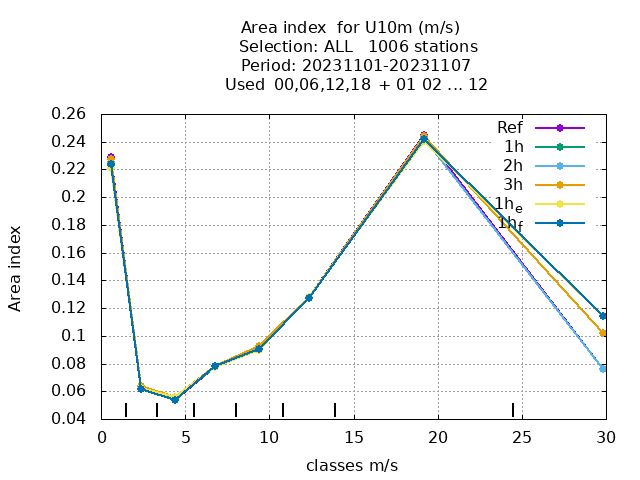 Area index  for U10m (m/s)
Selection: ALL   1006 stations
Period: 20231101-20231107
Used  00,06,12,18 + 01 02 ... 12
Area index
0.26
0.24
0.22
0.2
0.18
0.16
0.14
0.12
0.1
0.08
0.06
0.04
Ref
1h
2h
3h
1he
1hf
0 5 10 15 20 25 30
classes m/s